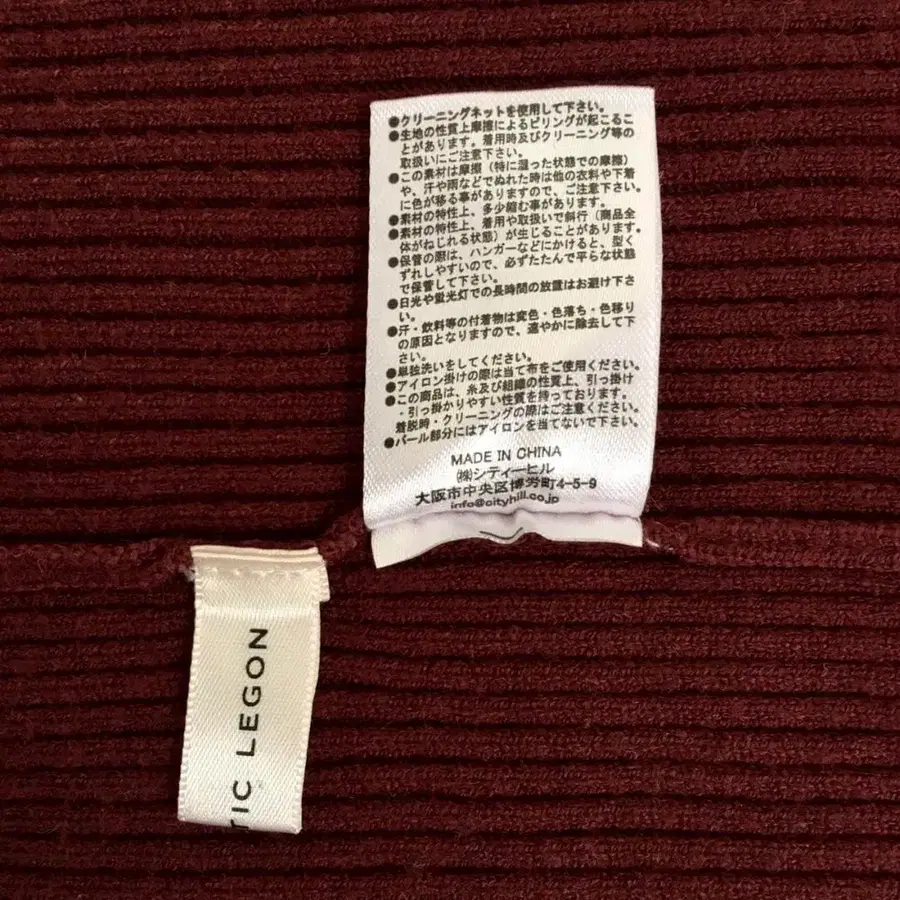 ●クリーニングネットを使用して下さい。
●生地の性質上摩擦によるピリングが起こるこ
とがあります。着用時及びクリーニング等の
取扱いにご注意下さい。
●この素材は摩擦（特に湿った状態での摩擦）
や、汗や雨などでぬれた時は他の衣料や下着
に色が移る事がありますので、ご注意下さい。
●素材の特性上、多少縮む事があります。
●素材の特性上、着用や取扱いで斜行（商品全
体がねじれる状態）が生じることがあります。
●保管の際は、ハンガーなどにかけると、型く
ずれしやすいので、必ずたたんで平らな状態
で保管して下さい。
●日光や蛍光灯での長時間の放置はお避け下さ
い。
●汗・飲料等の付着物は変色・色落ち・色移り
の原因となりますので、速やかに除去して下
さい。
●単独洗いをしてください。
●アイロン掛けの際は当て布をご使用ください。
●この商品は、糸及び組織の性質上、引っ掛け
・引っ掛かりやすい性質を持っております。
着脱時・クリーニングの際はご注意ください。
●パール部分にはアイロンを当てないで下さい。
MADE IN CHINA
㈱シティーヒル
大阪市中央区博労町4-5-9
info@cityhill.co.jp
TIC LEGON